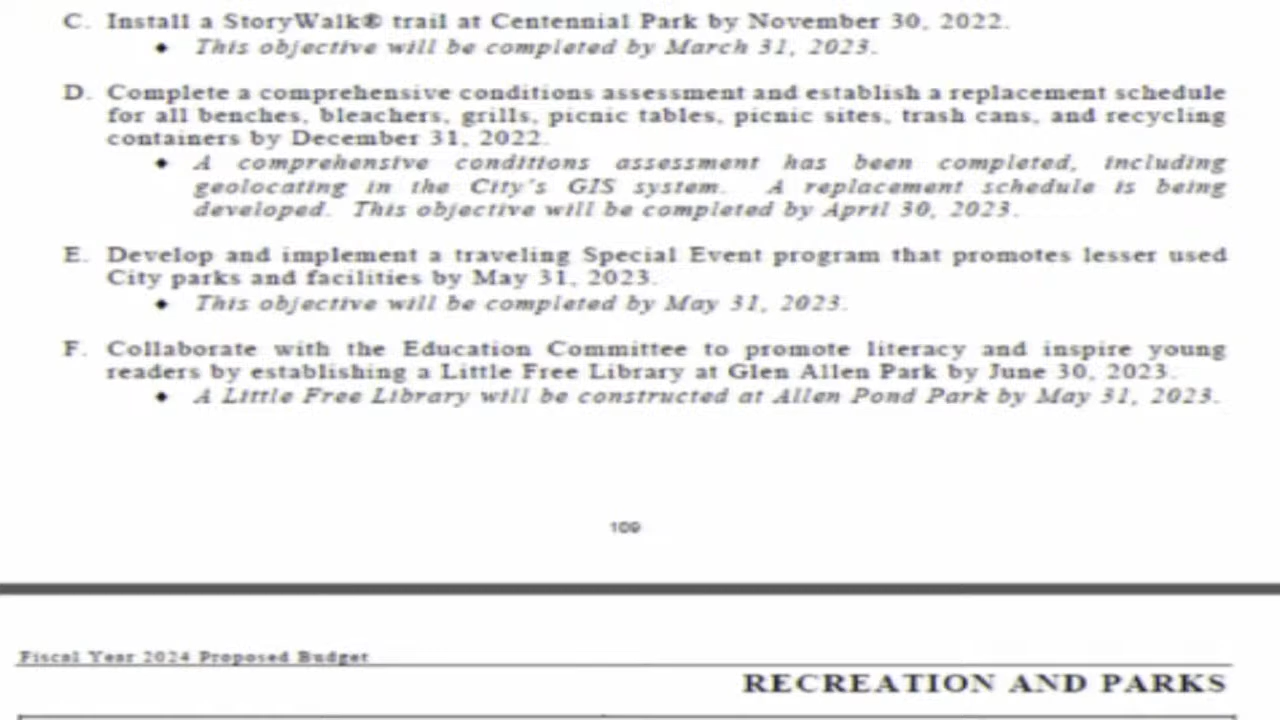 C. Install a StoryWalk® trail at Centennial Park by November 30, 2022.
◆ This objective will be completed by March 31, 2023.
D. Complete a comprehensive conditions assessment and establish a replacement schedule
for all benches, bleachers, grills, picnic tables, picnic sites, trash cans, and recycling
containers by December 31, 2022.
◆ A comprehensive conditions assessment has been completed, including
geolocating in the City's GIS system. A replacement schedule is being
developed. This objective will be completed by April 30, 2023.
E. Develop and implement a traveling Special Event program that promotes lesser used
City parks and facilities by May 31, 2023.
◆ This objective will be completed by May 31, 2023.
F. Collaborate with the Education Committee to promote literacy and inspire young
readers by establishing a Little Free Library at Glen Allen Park by June 30, 2023.
◆ A Little Free Library will be constructed at Allen Pond Park by May 31, 2023.
109
Fiscal Year 2024 Proposed Budget
RECREATION AND PARKS